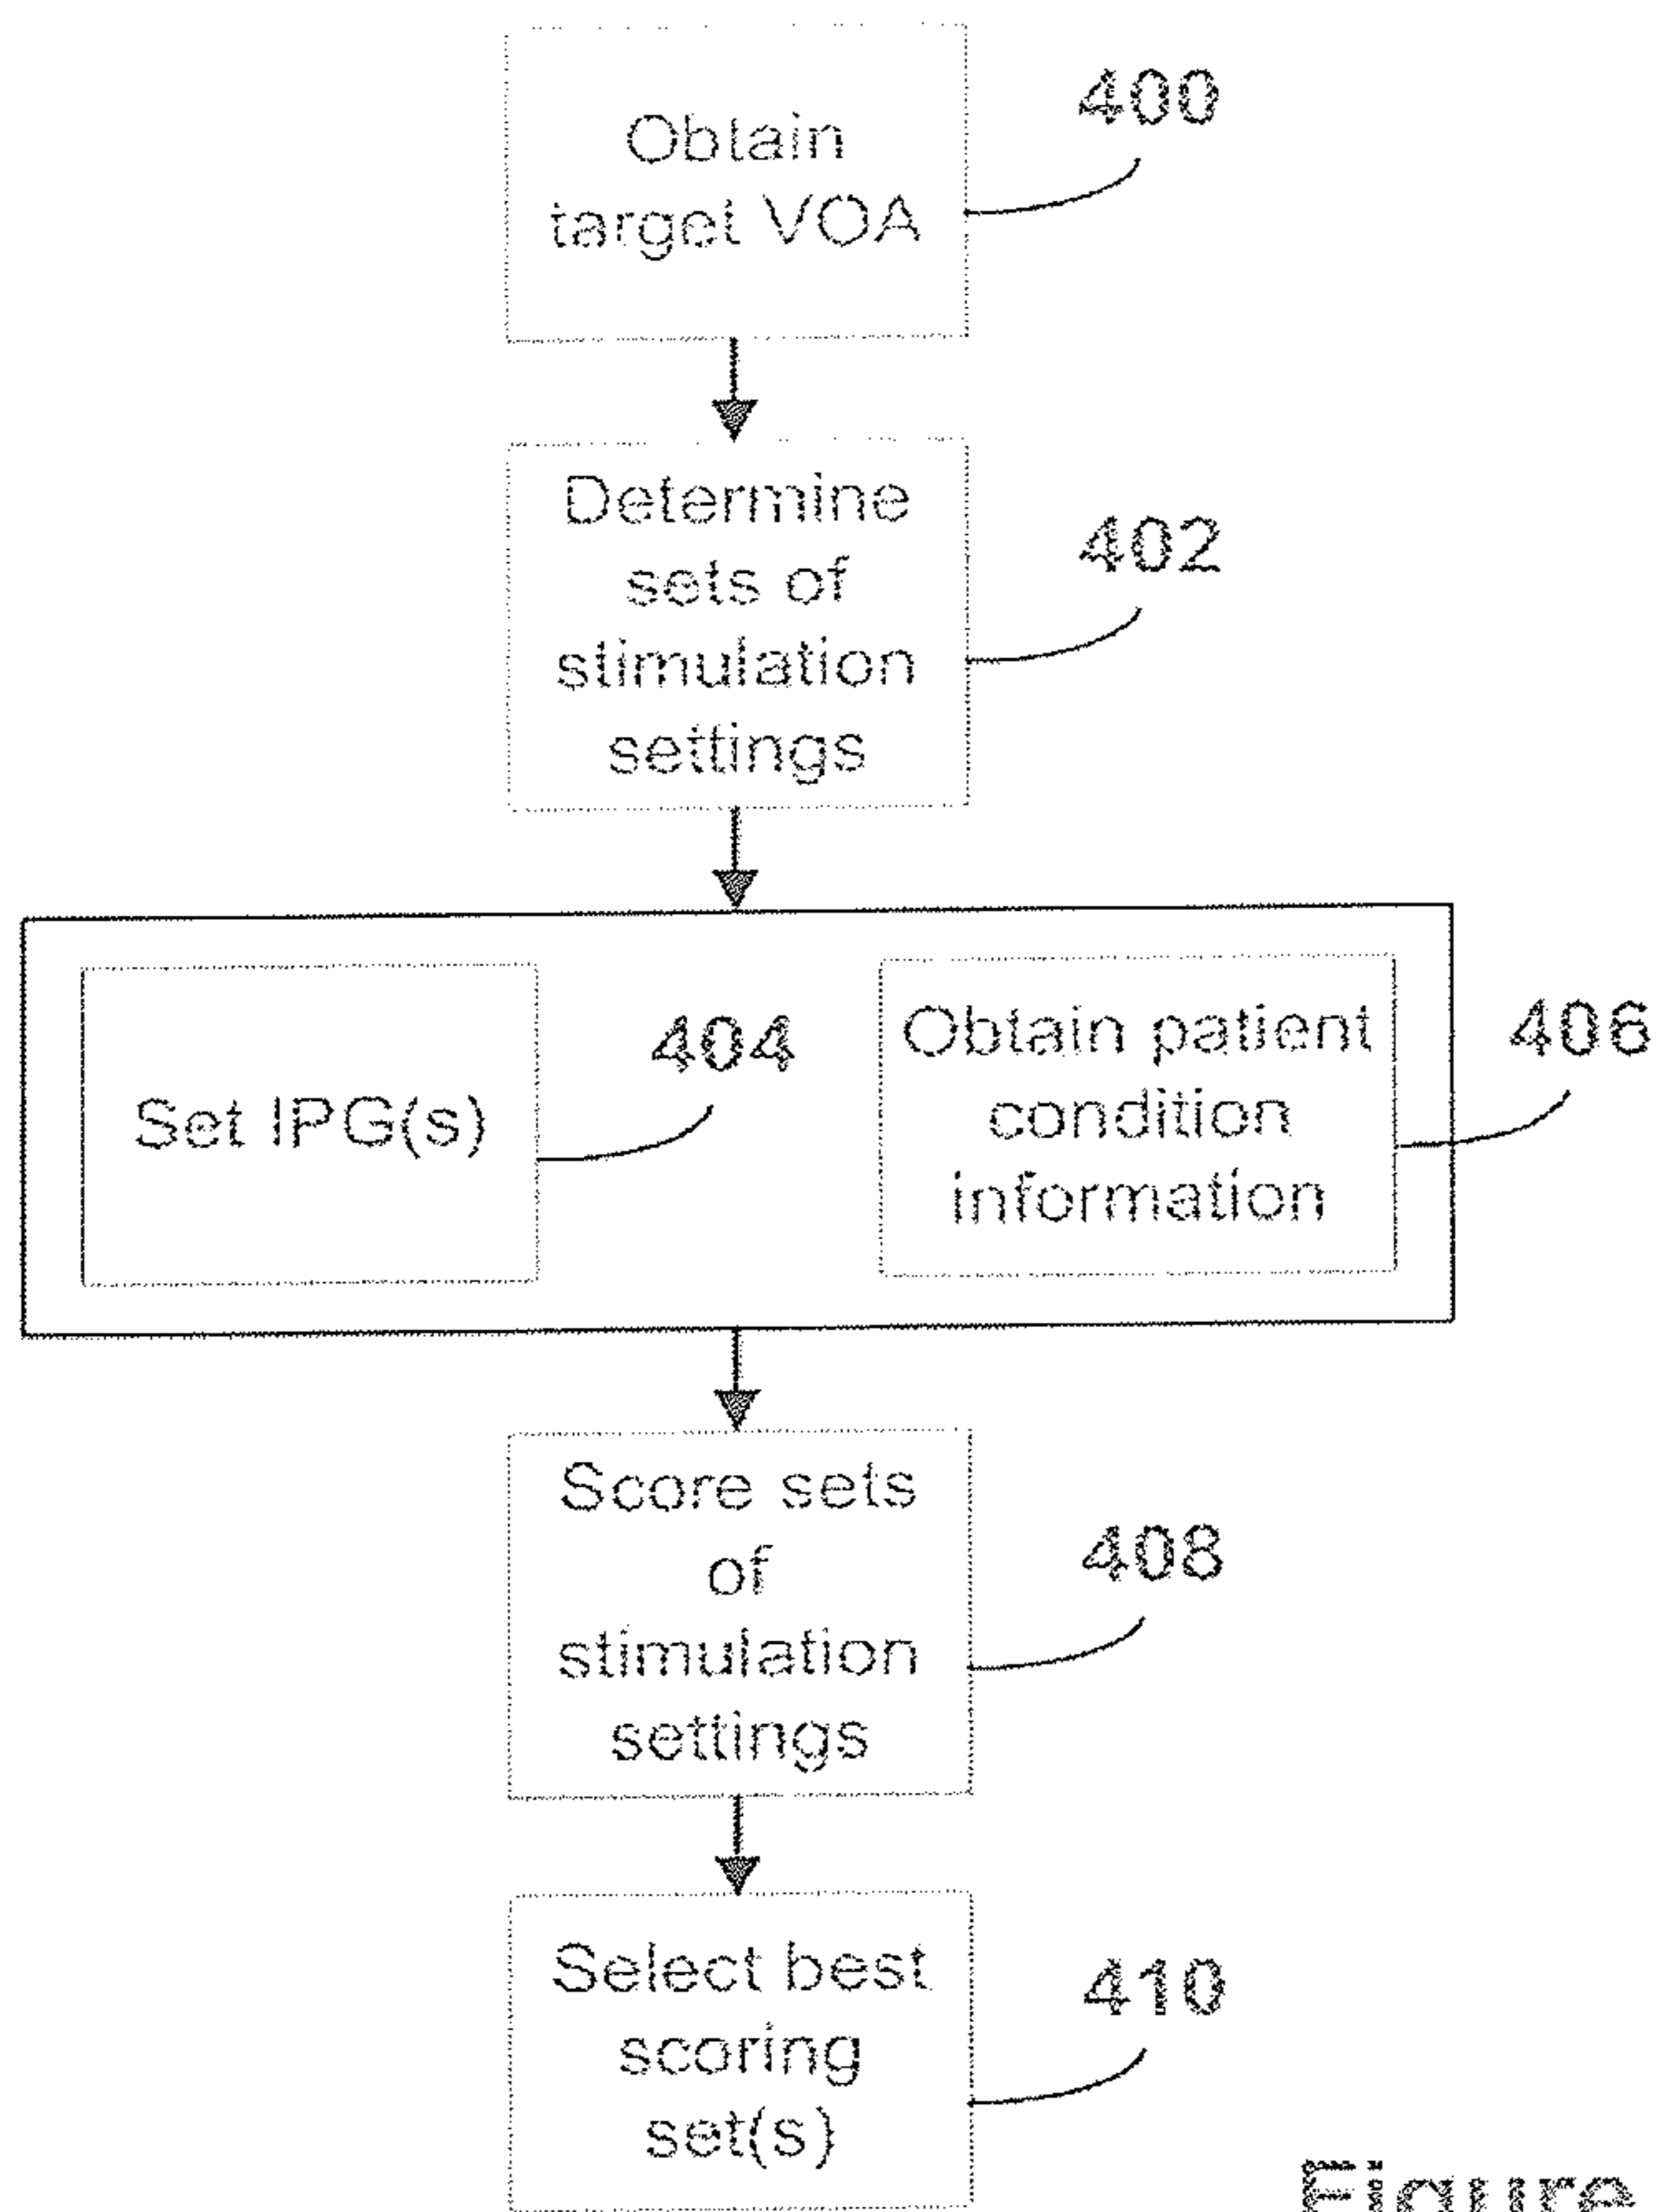 Obtain
target VOA
400
Determine
sets of
stimulation
settings
402
Set IPG(s)
404
Obtain patient
condition
information
406
Score sets
of
stimulation
settings
408
Select best
scoring
set(s)
410
Figure